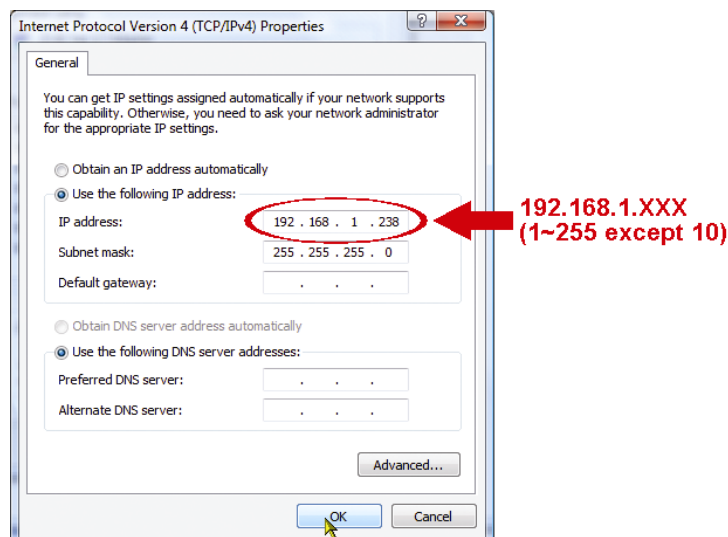 Internet Protocol Version 4 (TCP/IPv4) Properties
General
You can get IP settings assigned automatically if your network supports
this capability. Otherwise, you need to ask your network administrator
for the appropriate IP settings.
Obtain an IP address automatically
Use the following IP address:
IP address: 192 . 168 . 1 . 238
192.168.1.XXX
(1~255 except 10)
Subnet mask: 255 . 255 . 255 . 0
Default gateway: . . .
Obtain DNS server address automatically
Use the following DNS server addresses:
Preferred DNS server: . . .
Alternate DNS server: . . .
Advanced...
OK Cancel